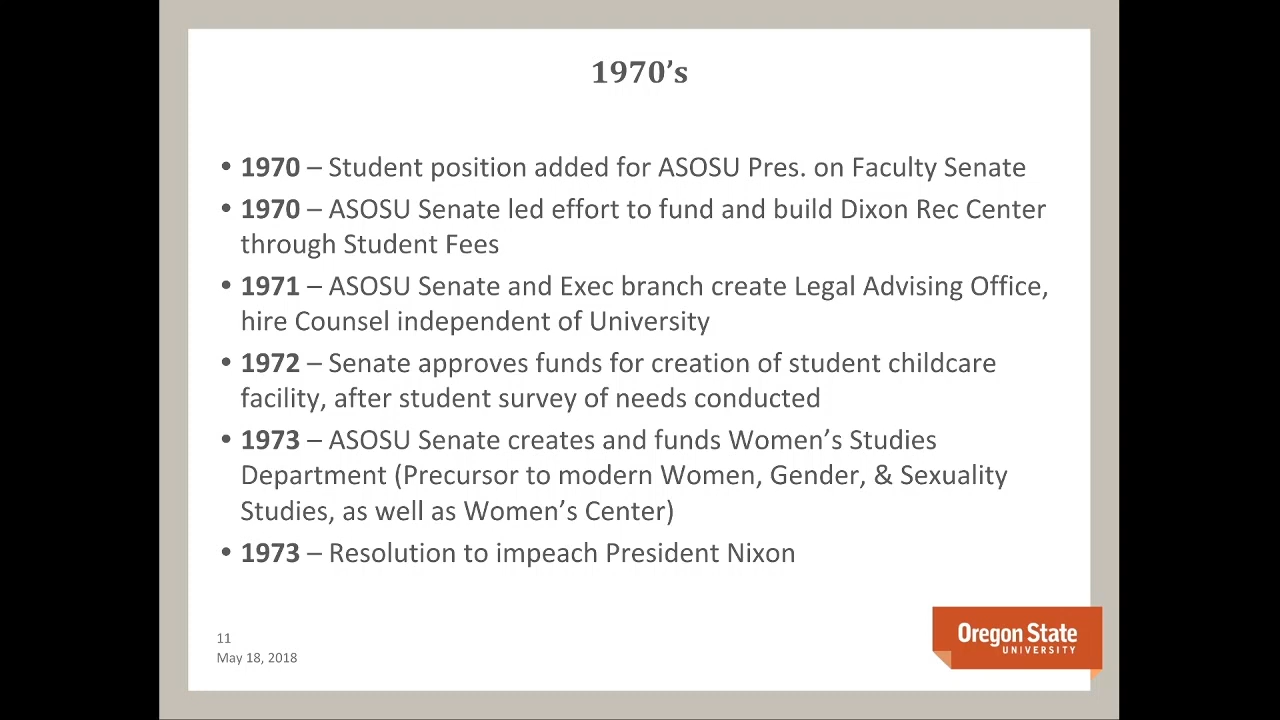 1970’s
• 1970 – Student position added for ASOSU Pres. on Faculty Senate
• 1970 – ASOSU Senate led effort to fund and build Dixon Rec Center
through Student Fees
• 1971 – ASOSU Senate and Exec branch create Legal Advising Office,
hire Counsel independent of University
• 1972 – Senate approves funds for creation of student childcare
facility, after student survey of needs conducted
• 1973 – ASOSU Senate creates and funds Women’s Studies
Department (Precursor to modern Women, Gender, & Sexuality
Studies, as well as Women’s Center)
• 1973 – Resolution to impeach President Nixon
11
May 18, 2018
Oregon State
UNIVERSITY